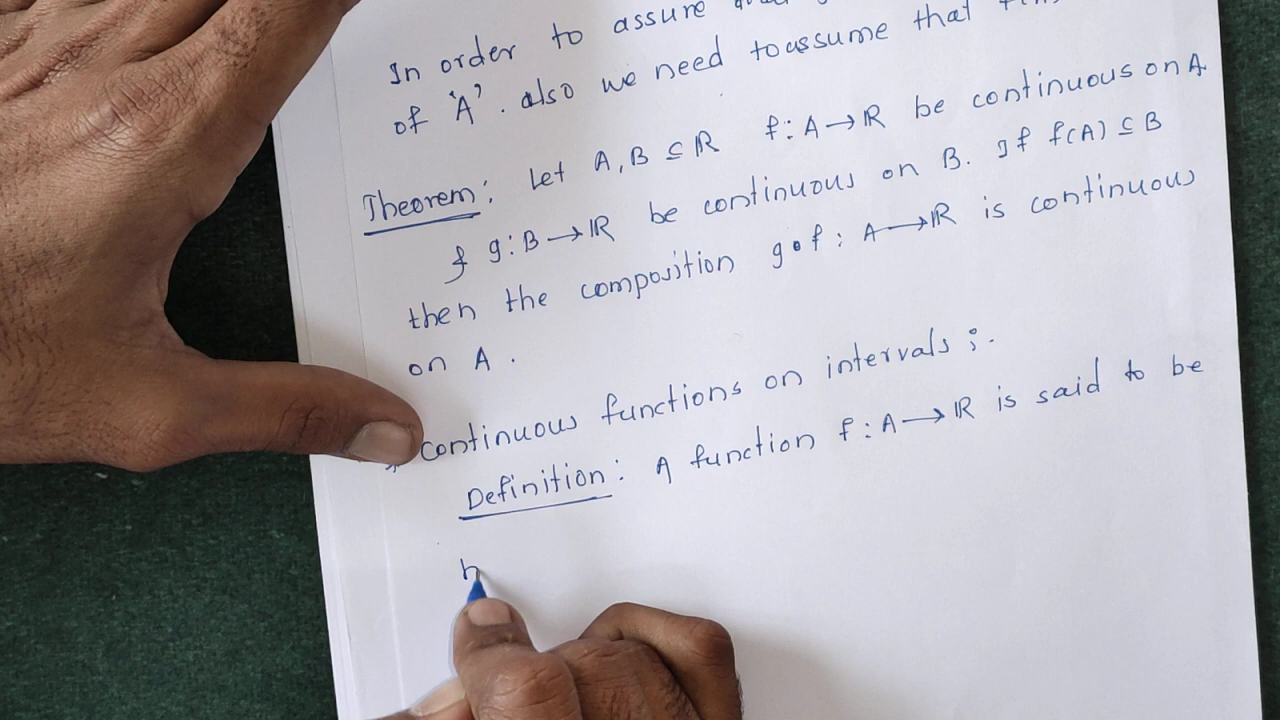 In order to assure
of 'A'. also we need to assume that
Theorem: Let A, B ⊆ ℝ f: A → ℝ be continuous on A
& g: B → ℝ be continuous on B. If f(A) ⊆ B
then the composition g∘f: A → ℝ is continuous
on A.
continuous functions on intervals :.
Definition: A function f: A → ℝ is said to be
b